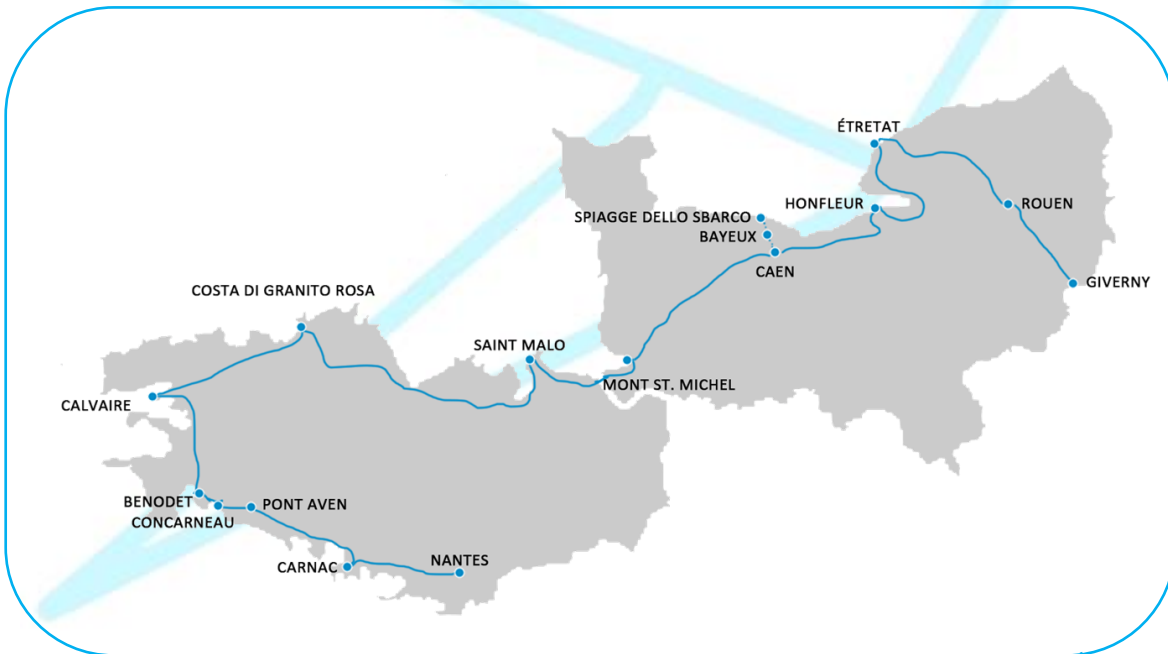 ÉTRETAT
HONFLEUR
ROUEN
SPIAGGE DELLO SBARCO
BAYEUX
CAEN
GIVERNY
COSTA DI GRANITO ROSA
SAINT MALO
MONT ST. MICHEL
CALVAIRE
BENODET
PONT AVEN
CONCARNEAU
CARNAC
NANTES